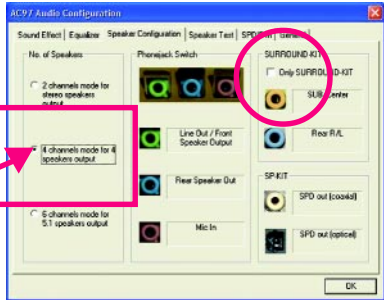 AC97 Audio Configuration
Sound Effect
Equalizer
Speaker Configuration
Speaker Test
General
No. of Speakers
2 channels mode for
stereo speakers
output
4 channels mode for 4
speakers output
6 channels mode for
5.1 speakers output
Phonejack Switch
Line Out / Front
Speaker Output
Rear Speaker Out
Mic In
SURROUND-KIT
Only SURROUND-KIT
Rear R/L
SP-KIT
SPD out (coaxial)
SPD out (optical)
OK